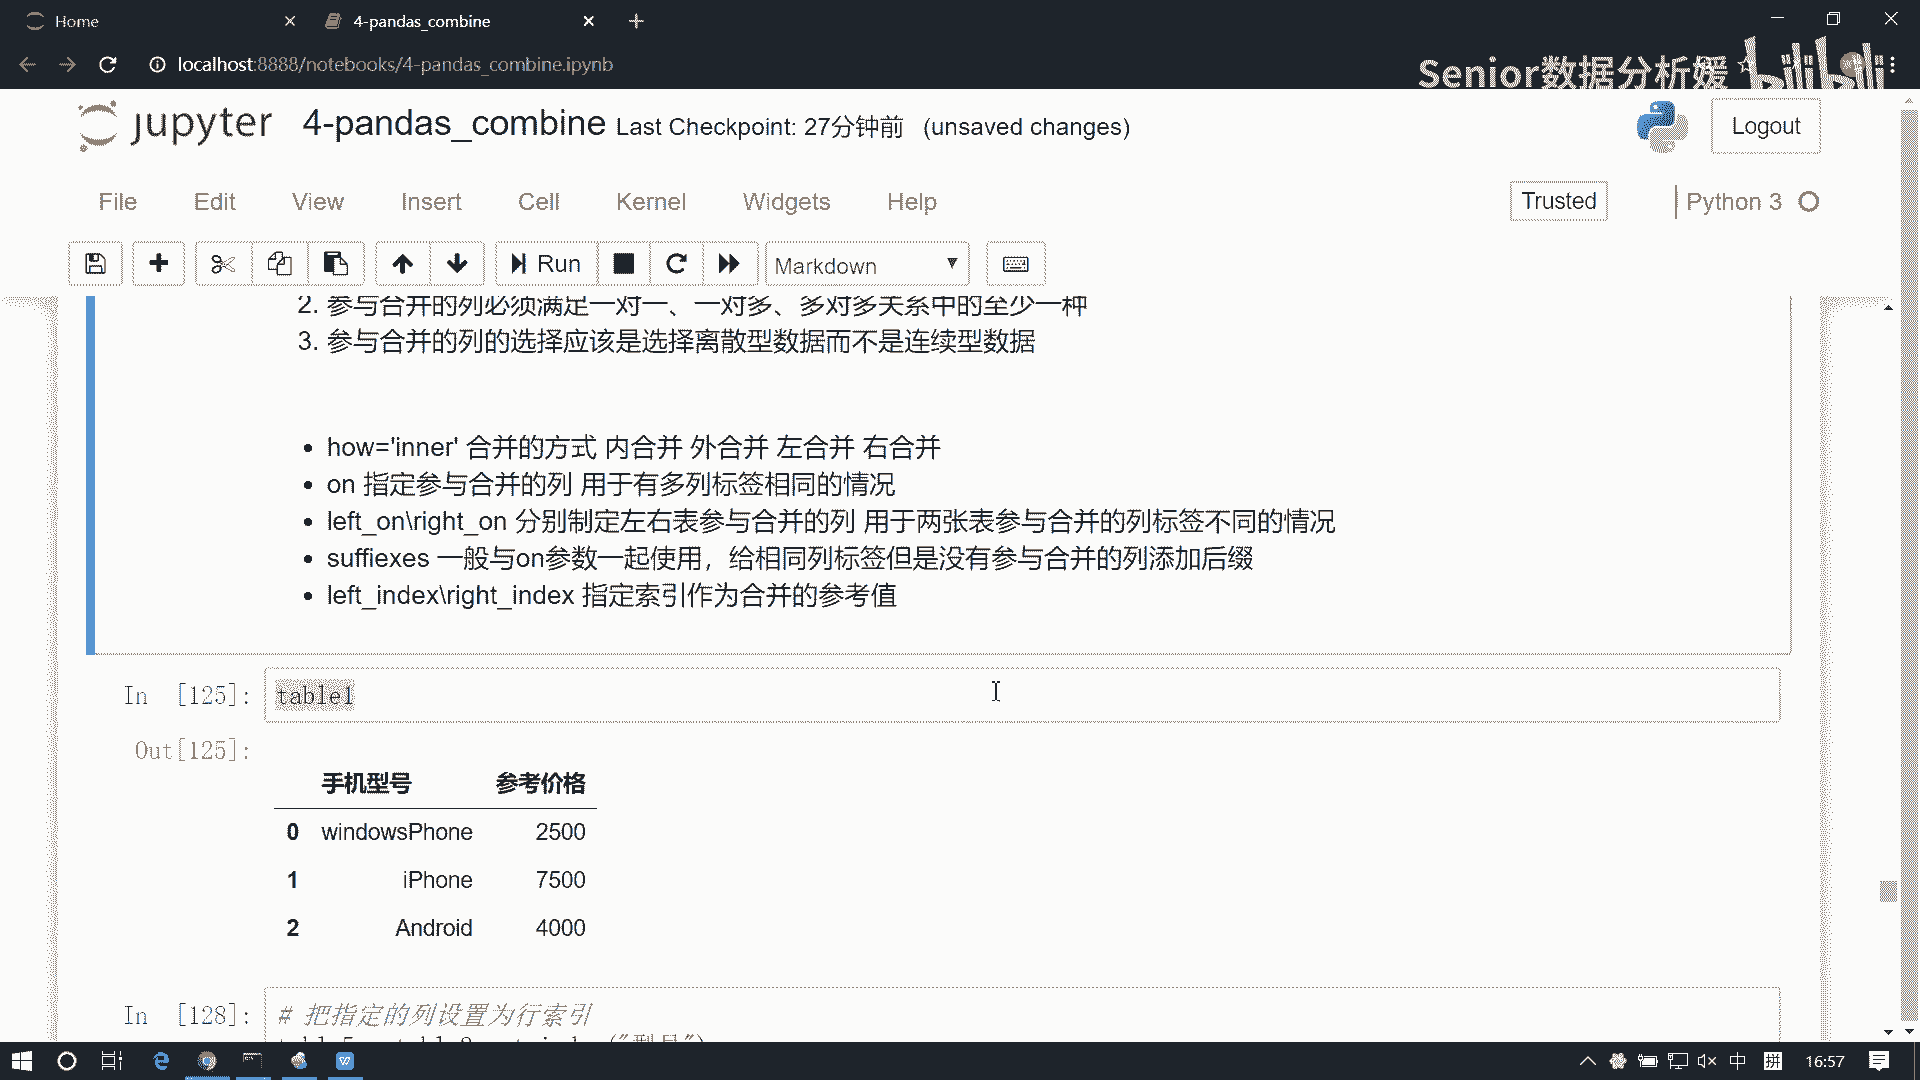 Home
4-pandas_combine
localhost:8888/notebooks/4-pandas_combine.ipynb
Senior数据分析媛
bilibili
jupyter 4-pandas_combine Last Checkpoint: 27分钟前 (unsaved changes)
Logout
File Edit View Insert Cell Kernel Widgets Help
Trusted
Python 3
Run
Markdown
2. 参与合并的列必须满足一对一、一对多、多对多关系中的至少一种
3. 参与合并的列的选择应该是选择离散型数据而不是连续型数据
• how='inner' 合并的方式 内合并 外合并 左合并 右合并
• on 指定参与合并的列 用于有多列标签相同的情况
• left_on\right_on 分别制定左右表参与合并的列 用于两张表参与合并的列标签不同的情况
• suffiexes 一般与on参数一起使用，给相同列标签但是没有参与合并的列添加后缀
• left_index\right_index 指定索引作为合并的参考值
In [125]: table1
Out[125]:
手机型号 参考价格
0 windowsPhone 2500
1 iPhone 7500
2 Android 4000
In [128]: # 把指定的列设置为行索引
中
拼
16:57